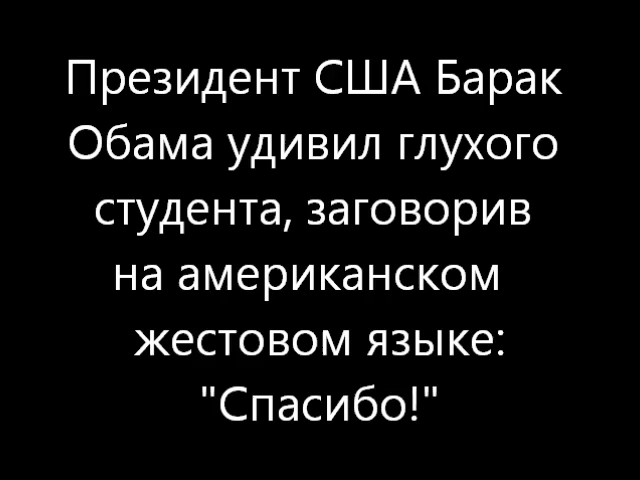 Президент США Барак
Обама удивил глухого
студента, заговорив
на американском
жестовом языке:
"Спасибо!"